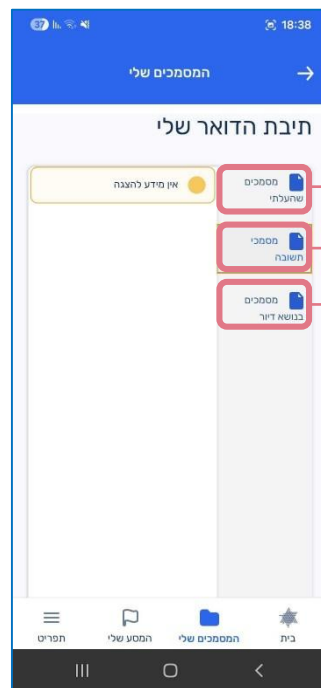 37 18:38
המסמכים שלי
תיבת הדואר שלי
מסמכים
שהעלתי
אין מידע להצגה
מסמכי
תשובה
מסמכים
בנושא דיור
בית
המסמכים שלי
המסע שלי
תפריט